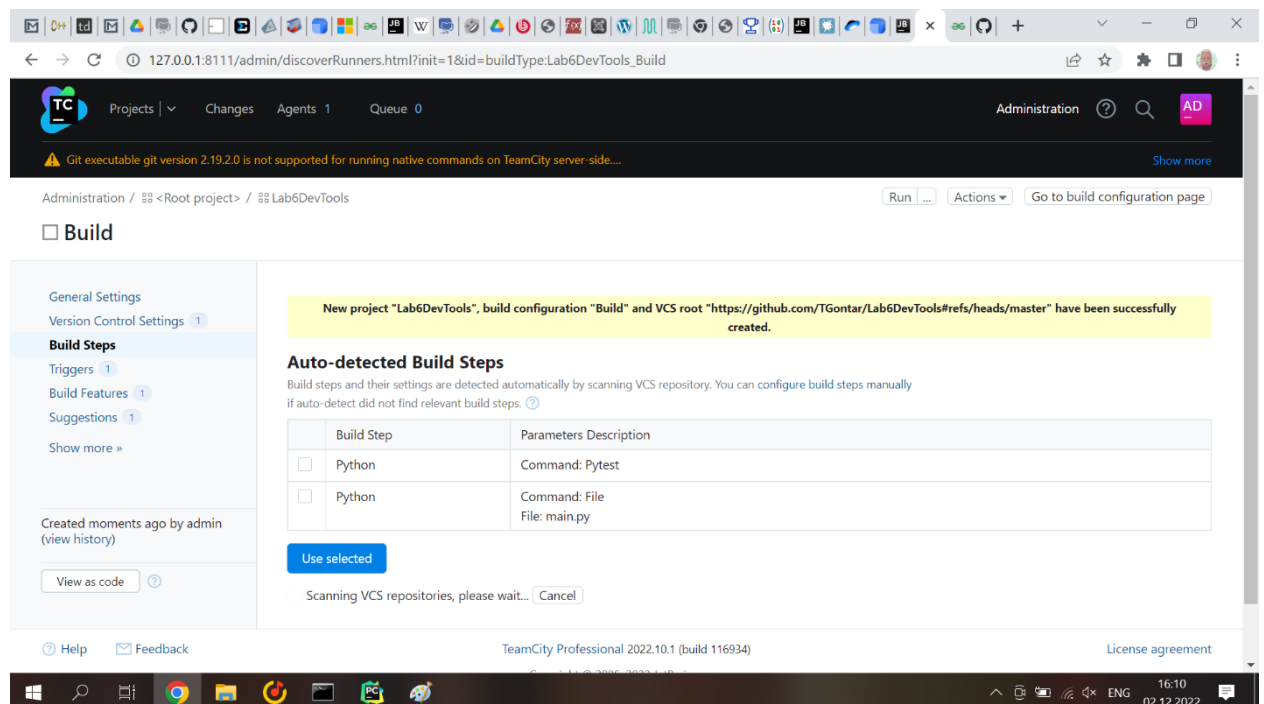 127.0.0.1:8111/admin/discoverRunners.html?init=1&id=buildType:Lab6DevTools_Build
TC Projects Changes Agents 1 Queue 0 Administration AD
Git executable git version 2.19.2.0 is not supported for running native commands on TeamCity server-side.... Show more
Administration / <Root project> / Lab6DevTools Run ... Actions Go to build configuration page
Build
General Settings
Version Control Settings 1
Build Steps
Triggers 1
Build Features 1
Suggestions 1
Show more »
Created moments ago by admin
(view history)
View as code
New project "Lab6DevTools", build configuration "Build" and VCS root "https://github.com/TGontar/Lab6DevTools#refs/heads/master" have been successfully
created.
Auto-detected Build Steps
Build steps and their settings are detected automatically by scanning VCS repository. You can configure build steps manually
if auto-detect did not find relevant build steps.
Build Step Parameters Description
Python Command: Pytest
Python Command: File
File: main.py
Use selected
Scanning VCS repositories, please wait... Cancel
Help Feedback TeamCity Professional 2022.10.1 (build 116934) License agreement
ENG 16:10
02.12.2022